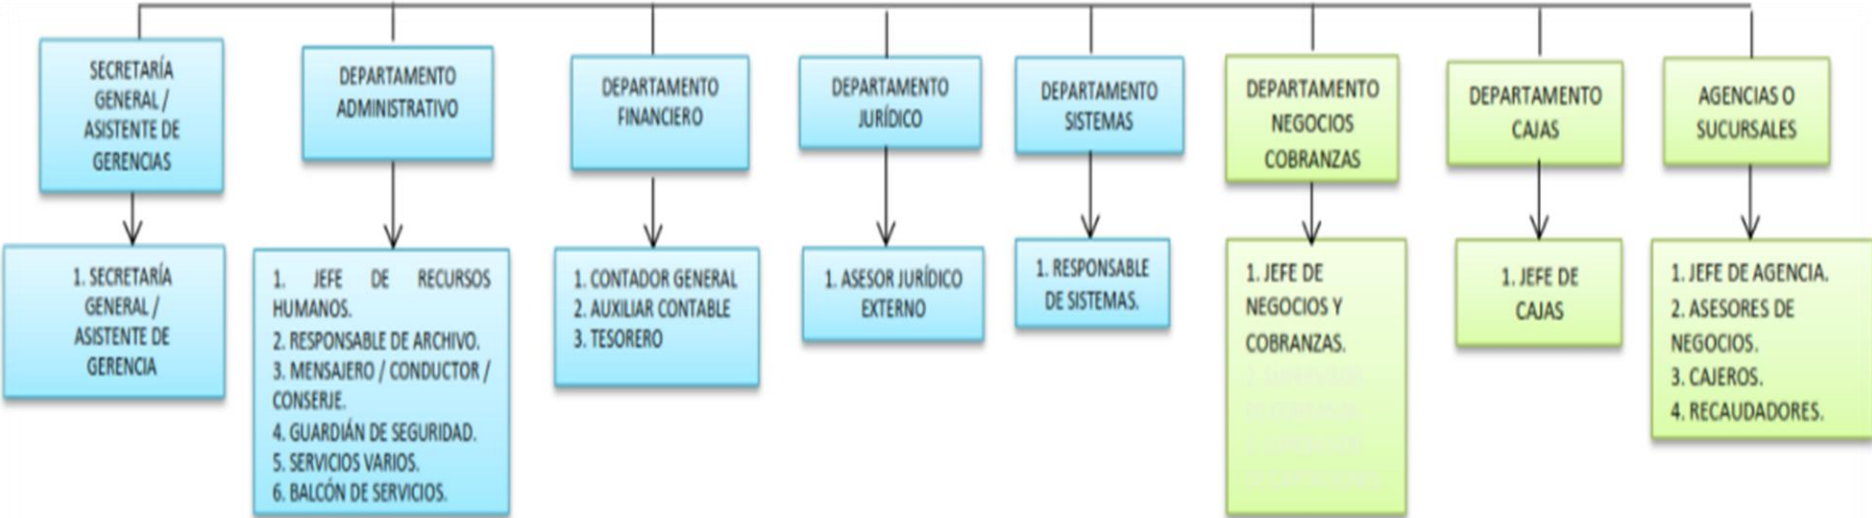 SECRETARÍA
GENERAL /
ASISTENTE DE
GERENCIAS
DEPARTAMENTO
ADMINISTRATIVO
DEPARTAMENTO
FINANCIERO
DEPARTAMENTO
JURÍDICO
DEPARTAMENTO
SISTEMAS
DEPARTAMENTO
NEGOCIOS
COBRANZAS
DEPARTAMENTO
CAJAS
AGENCIAS O
SUCURSALES
1. SECRETARÍA
GENERAL /
ASISTENTE DE
GERENCIA
1. JEFE DE RECURSOS
HUMANOS.
2. RESPONSABLE DE ARCHIVO.
3. MENSAJERO / CONDUCTOR /
CONSERJE.
4. GUARDIÁN DE SEGURIDAD.
5. SERVICIOS VARIOS.
6. BALCÓN DE SERVICIOS.
1. CONTADOR GENERAL
2. AUXILIAR CONTABLE
3. TESORERO
1. ASESOR JURÍDICO
EXTERNO
1. RESPONSABLE
DE SISTEMAS.
1. JEFE DE
NEGOCIOS Y
COBRANZAS.
1. JEFE DE
CAJAS
1. JEFE DE AGENCIA.
2. ASESORES DE
NEGOCIOS.
3. CAJEROS.
4. RECAUDADORES.